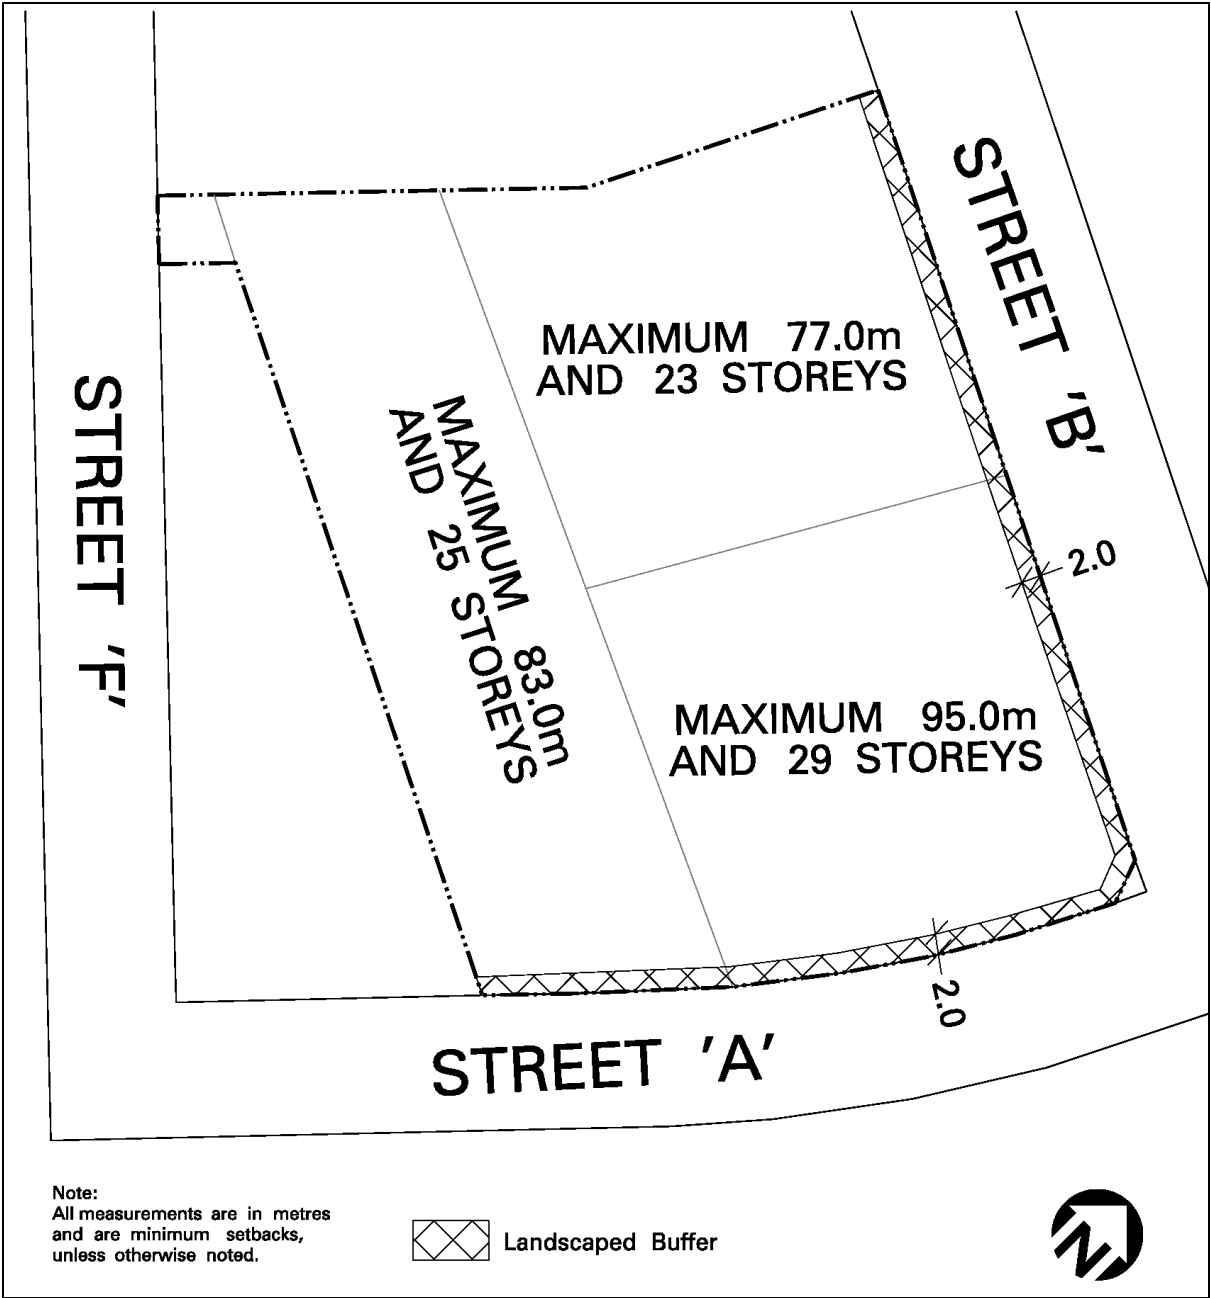 STREET 'B'
MAXIMUM 77.0m
AND 23 STOREYS
STREET 'F'
MAXIMUM 83.0m
AND 25 STOREYS
2.0
MAXIMUM 95.0m
AND 29 STOREYS
2.0
STREET 'A'
Note:
All measurements are in metres
and are minimum setbacks,
unless otherwise noted.
Landscaped Buffer
N